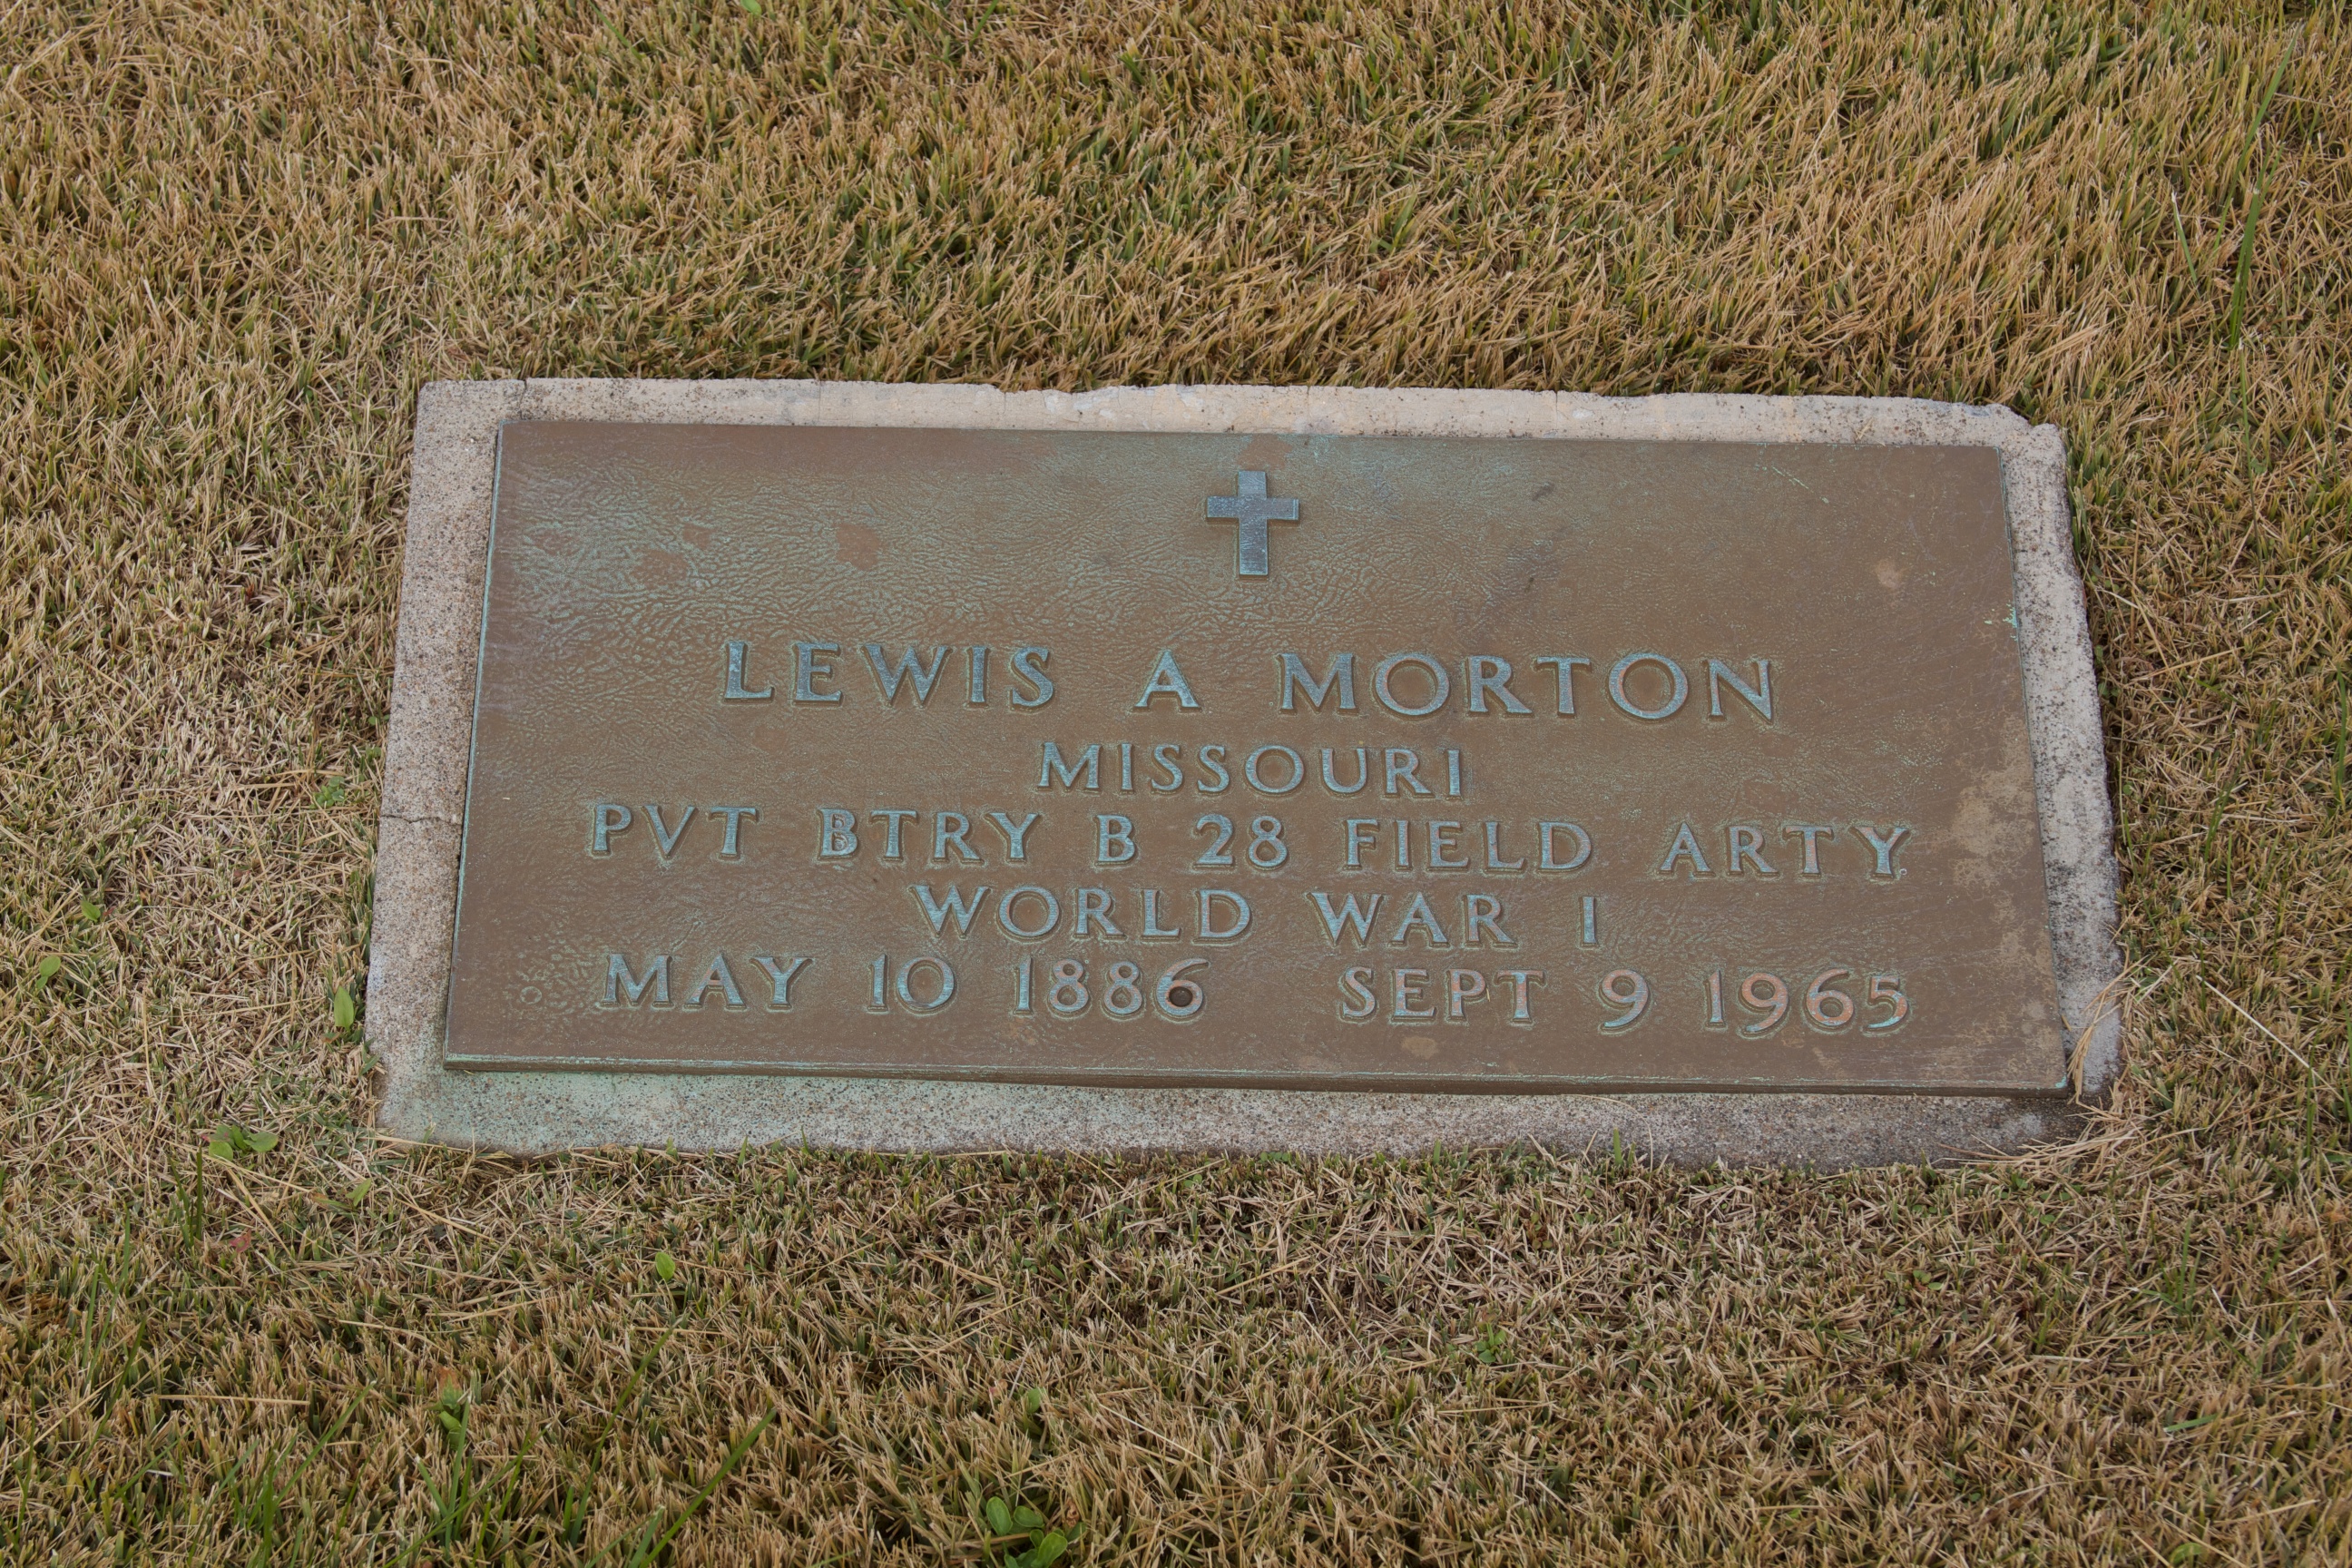 LEWIS A MORTON
MISSOURI
PVT BTRY B 28 FIELD ARTY
WORLD WAR I
MAY 10 1886 SEPT 9 1965